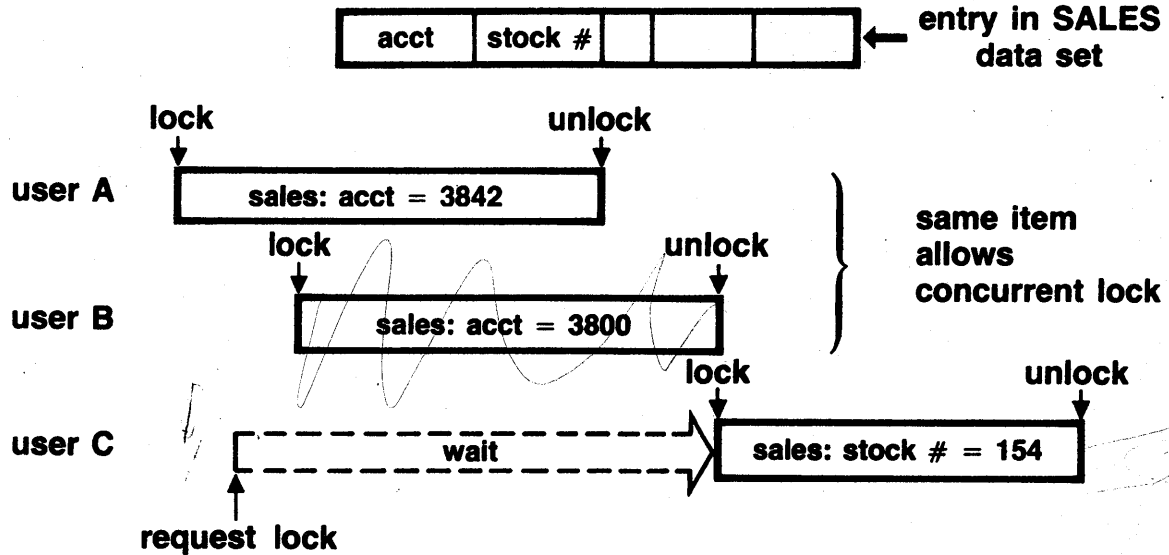 acct stock #
entry in SALES
data set
lock unlock
user A
sales: acct = 3842
same item
allows
concurrent lock
lock unlock
user B
sales: acct = 3800
lock unlock
user C
wait
sales: stock # = 154
request lock